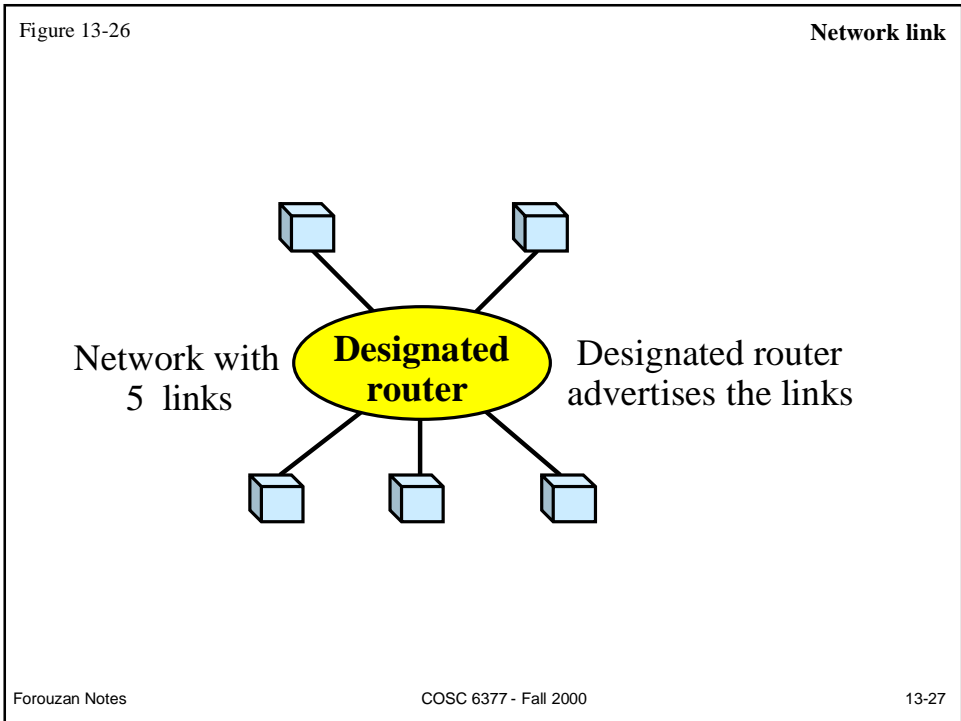 Figure 13-26
Network link
Network with
5 links
Designated
router
Designated router
advertises the links
Forouzan Notes
COSC 6377 - Fall 2000
13-27